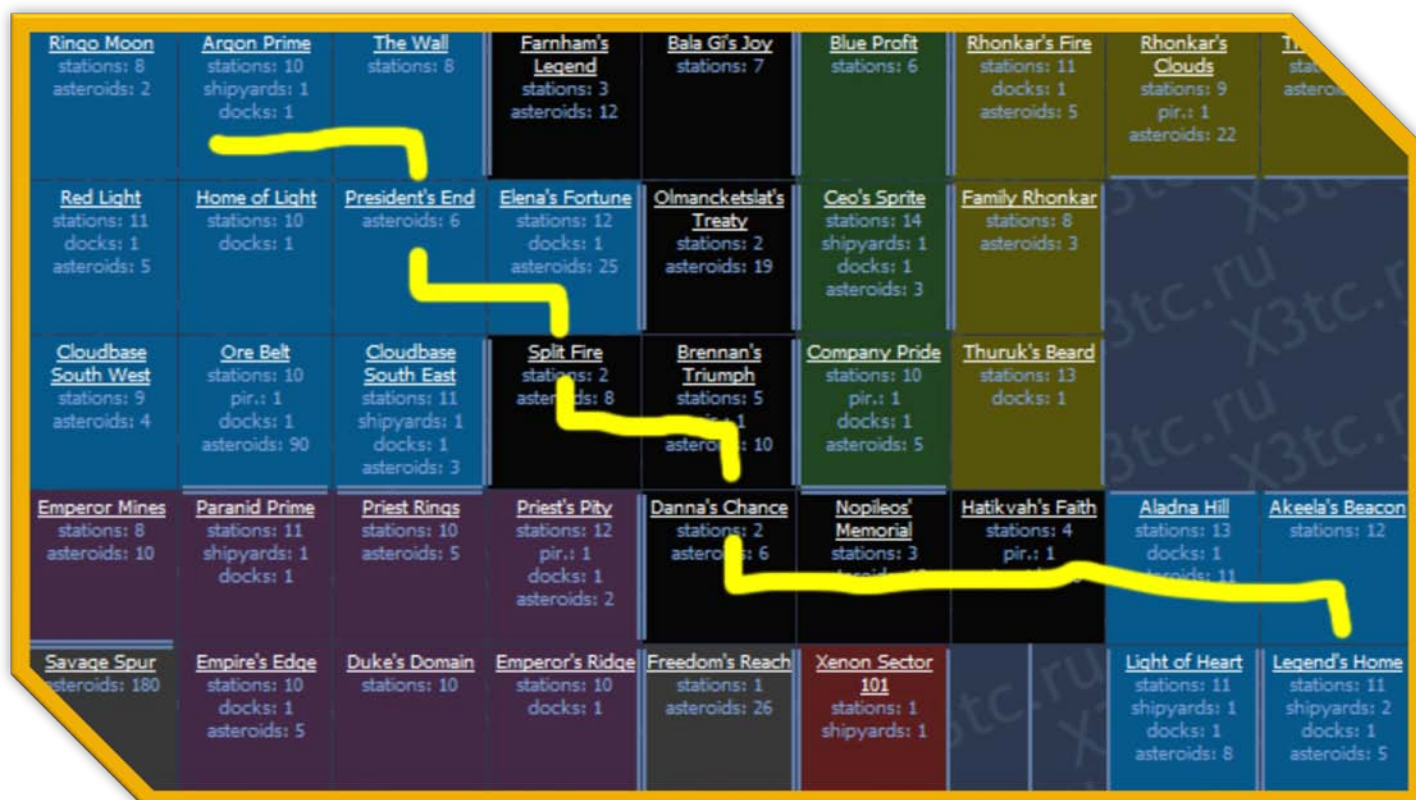 Ringo Moon
stations: 8
asteroids: 2
Argon Prime
stations: 10
shipyards: 1
docks: 1
The Wall
stations: 8
Farnham's
Legend
stations: 3
asteroids: 12
Bala Gi's Joy
stations: 7
Blue Profit
stations: 6
Rhonkar's Fire
stations: 11
docks: 1
asteroids: 5
Rhonkar's
Clouds
stations: 9
pir.: 1
asteroids: 22
Red Light
stations: 11
docks: 1
asteroids: 5
Home of Light
stations: 10
docks: 1
President's End
asteroids: 6
Elena's Fortune
stations: 12
docks: 1
asteroids: 25
Olmancketslat's
Treaty
stations: 2
asteroids: 19
Ceo's Sprite
stations: 14
shipyards: 1
docks: 1
asteroids: 3
Family Rhonkar
stations: 8
asteroids: 3
X3tc.ru
Cloudbase
South West
stations: 9
asteroids: 4
Ore Belt
stations: 10
pir.: 1
docks: 1
asteroids: 90
Cloudbase
South East
stations: 11
shipyards: 1
docks: 1
asteroids: 3
Split Fire
stations: 2
asteroids: 8
Brennan's
Triumph
stations: 5
pir.: 1
asteroids: 10
Company Pride
stations: 10
pir.: 1
docks: 1
asteroids: 5
Thuruk's Beard
stations: 13
docks: 1
Emperor Mines
stations: 8
asteroids: 10
Paranid Prime
stations: 11
shipyards: 1
docks: 1
Priest Rings
stations: 10
asteroids: 5
Priest's Pity
stations: 12
pir.: 1
docks: 1
asteroids: 2
Danna's Chance
stations: 2
asteroids: 6
Nopileos'
Memorial
stations: 3
Hatikvah's Faith
stations: 4
pir.: 1
Aladna Hill
stations: 13
docks: 1
asteroids: 11
Akeela's Beacon
stations: 12
Savage Spur
asteroids: 180
Empire's Edge
stations: 10
docks: 1
asteroids: 5
Duke's Domain
stations: 10
Emperor's Ridge
stations: 10
docks: 1
Freedom's Reach
stations: 1
asteroids: 26
Xenon Sector
101
stations: 1
shipyards: 1
Light of Heart
stations: 11
shipyards: 1
docks: 1
asteroids: 8
Legend's Home
stations: 11
shipyards: 2
docks: 1
asteroids: 5